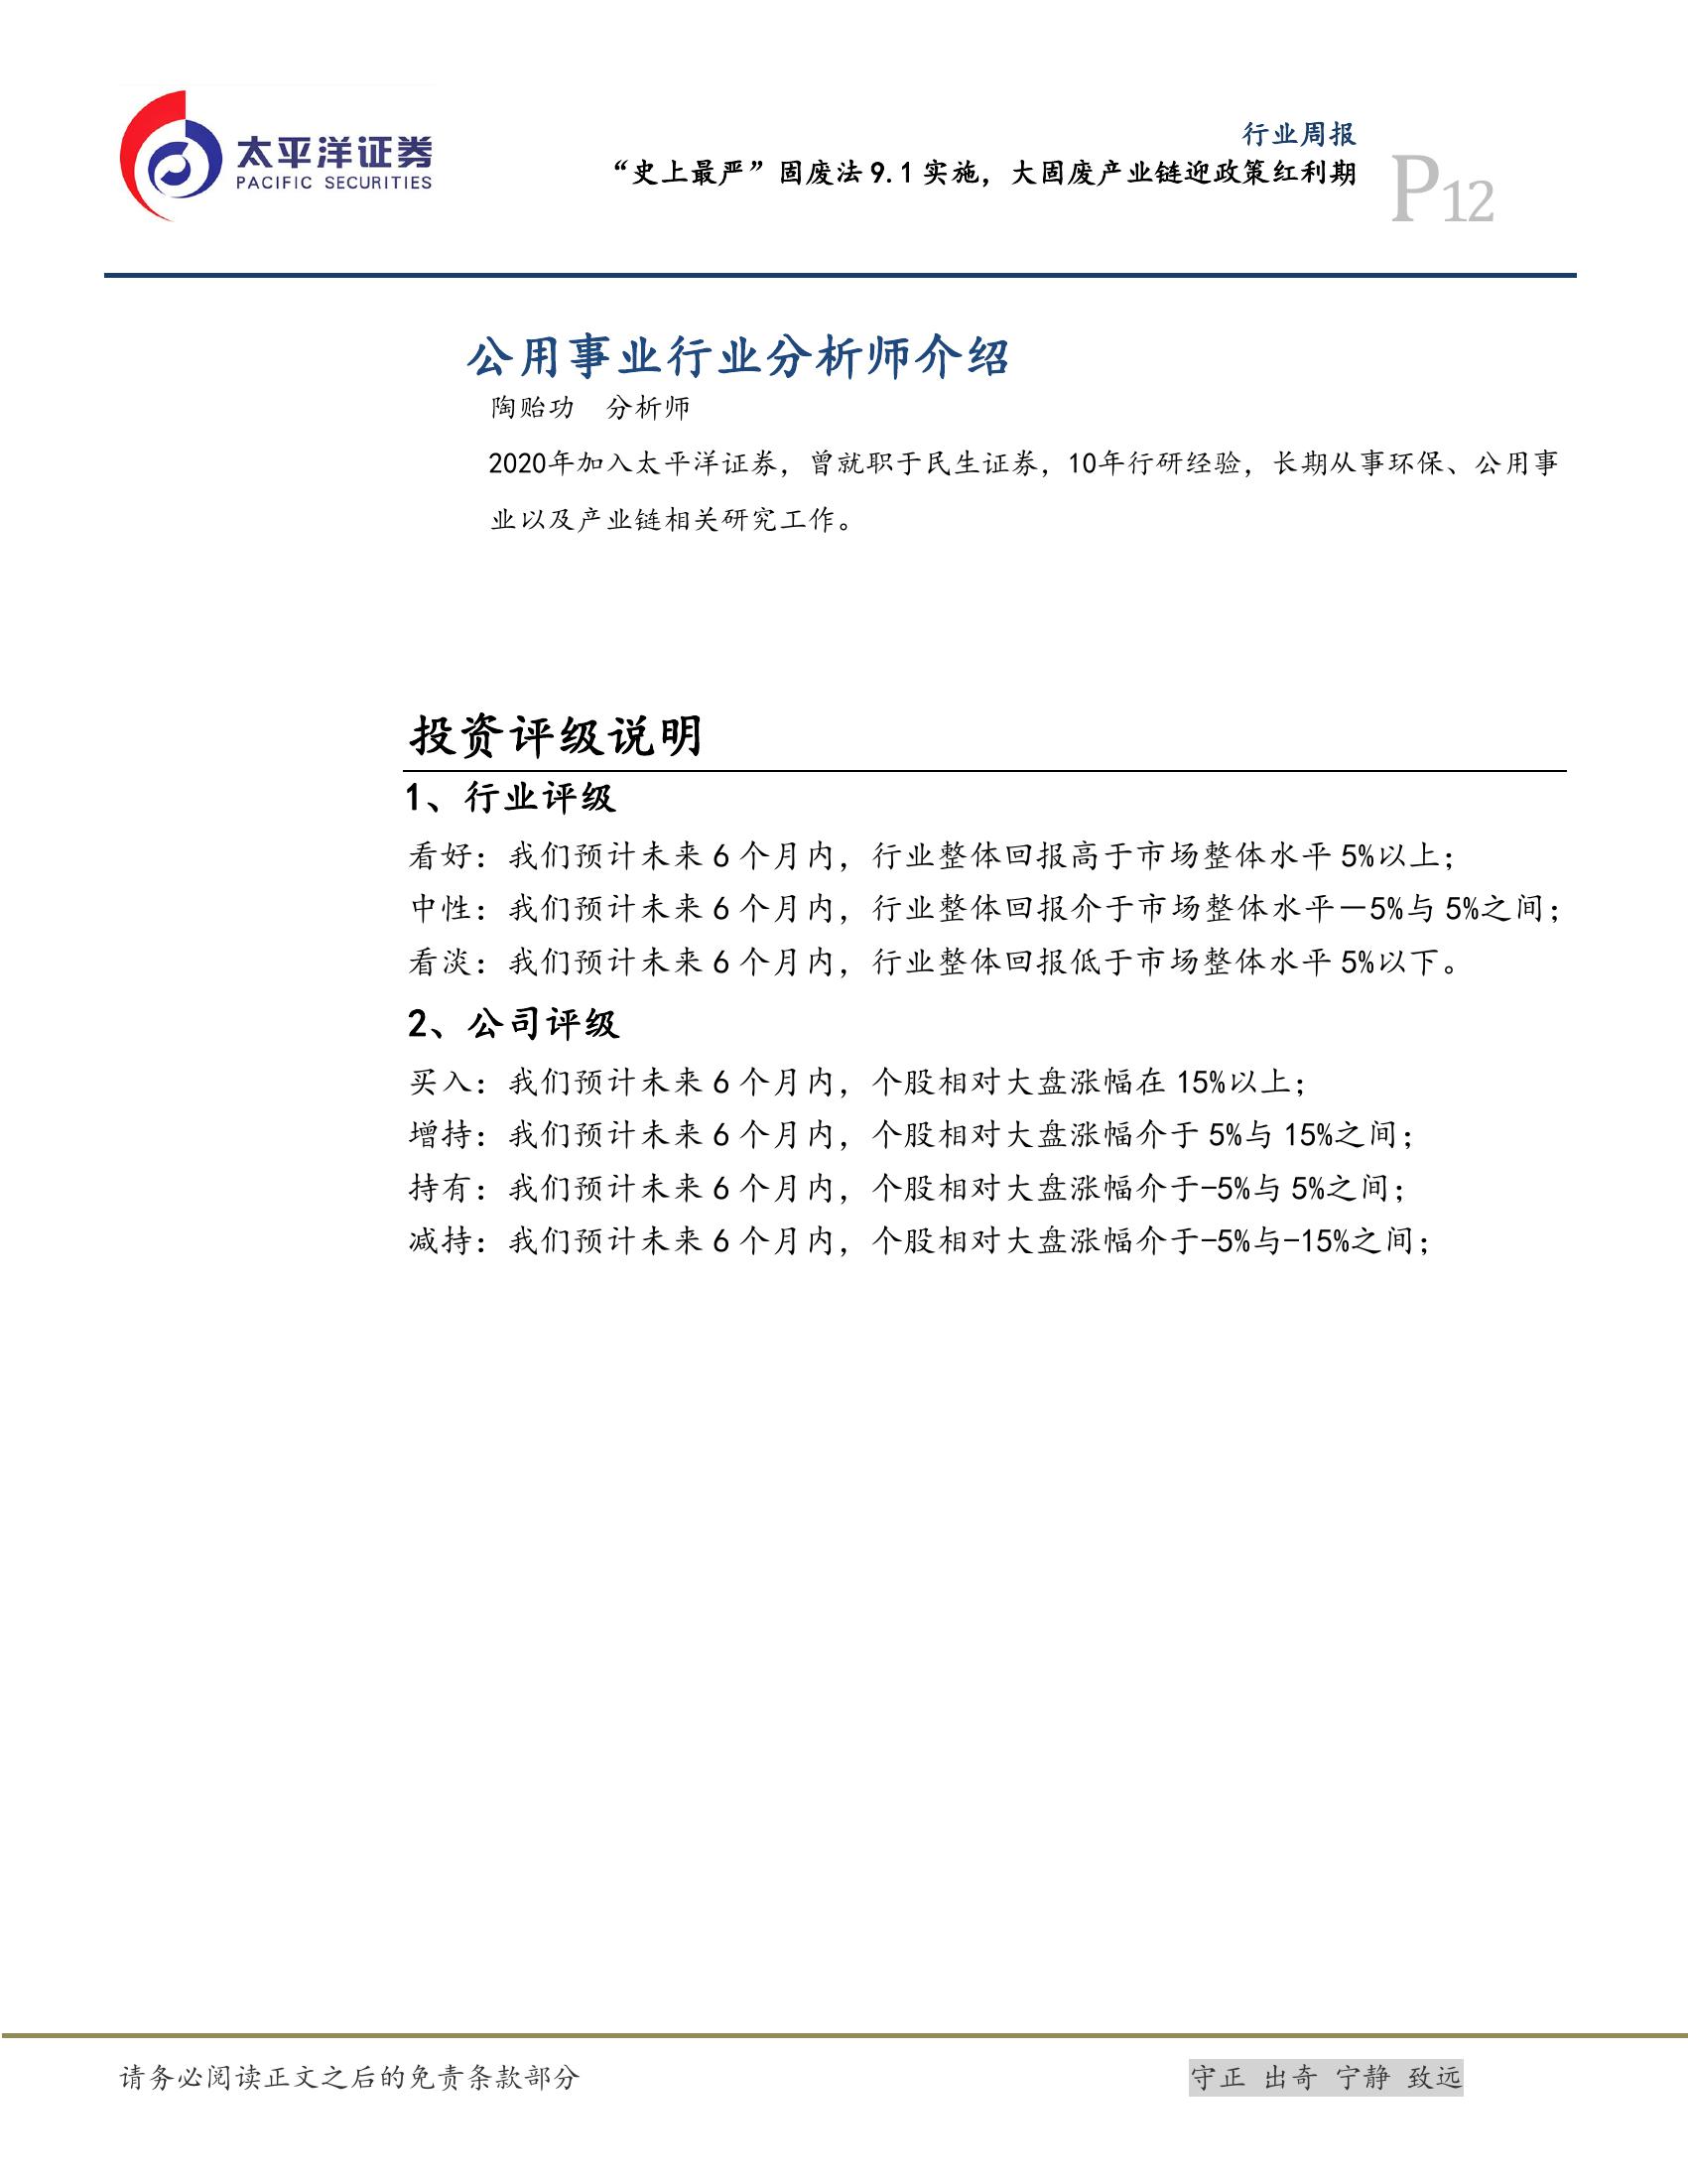 太平洋证券
PACIFIC SECURITIES
行业周报
“史上最严”固废法 9.1 实施，大固废产业链迎政策红利期
P12
公用事业行业分析师介绍
陶贻功　分析师
2020年加入太平洋证券，曾就职于民生证券，10年行研经验，长期从事环保、公用事
业以及产业链相关研究工作。
投资评级说明
1、行业评级
看好：我们预计未来 6 个月内，行业整体回报高于市场整体水平 5%以上；
中性：我们预计未来 6 个月内，行业整体回报介于市场整体水平－5%与 5%之间；
看淡：我们预计未来 6 个月内，行业整体回报低于市场整体水平 5%以下。
2、公司评级
买入：我们预计未来 6 个月内，个股相对大盘涨幅在 15%以上；
增持：我们预计未来 6 个月内，个股相对大盘涨幅介于 5%与 15%之间；
持有：我们预计未来 6 个月内，个股相对大盘涨幅介于-5%与 5%之间；
减持：我们预计未来 6 个月内，个股相对大盘涨幅介于-5%与-15%之间；
请务必阅读正文之后的免责条款部分
守正 出奇 宁静 致远